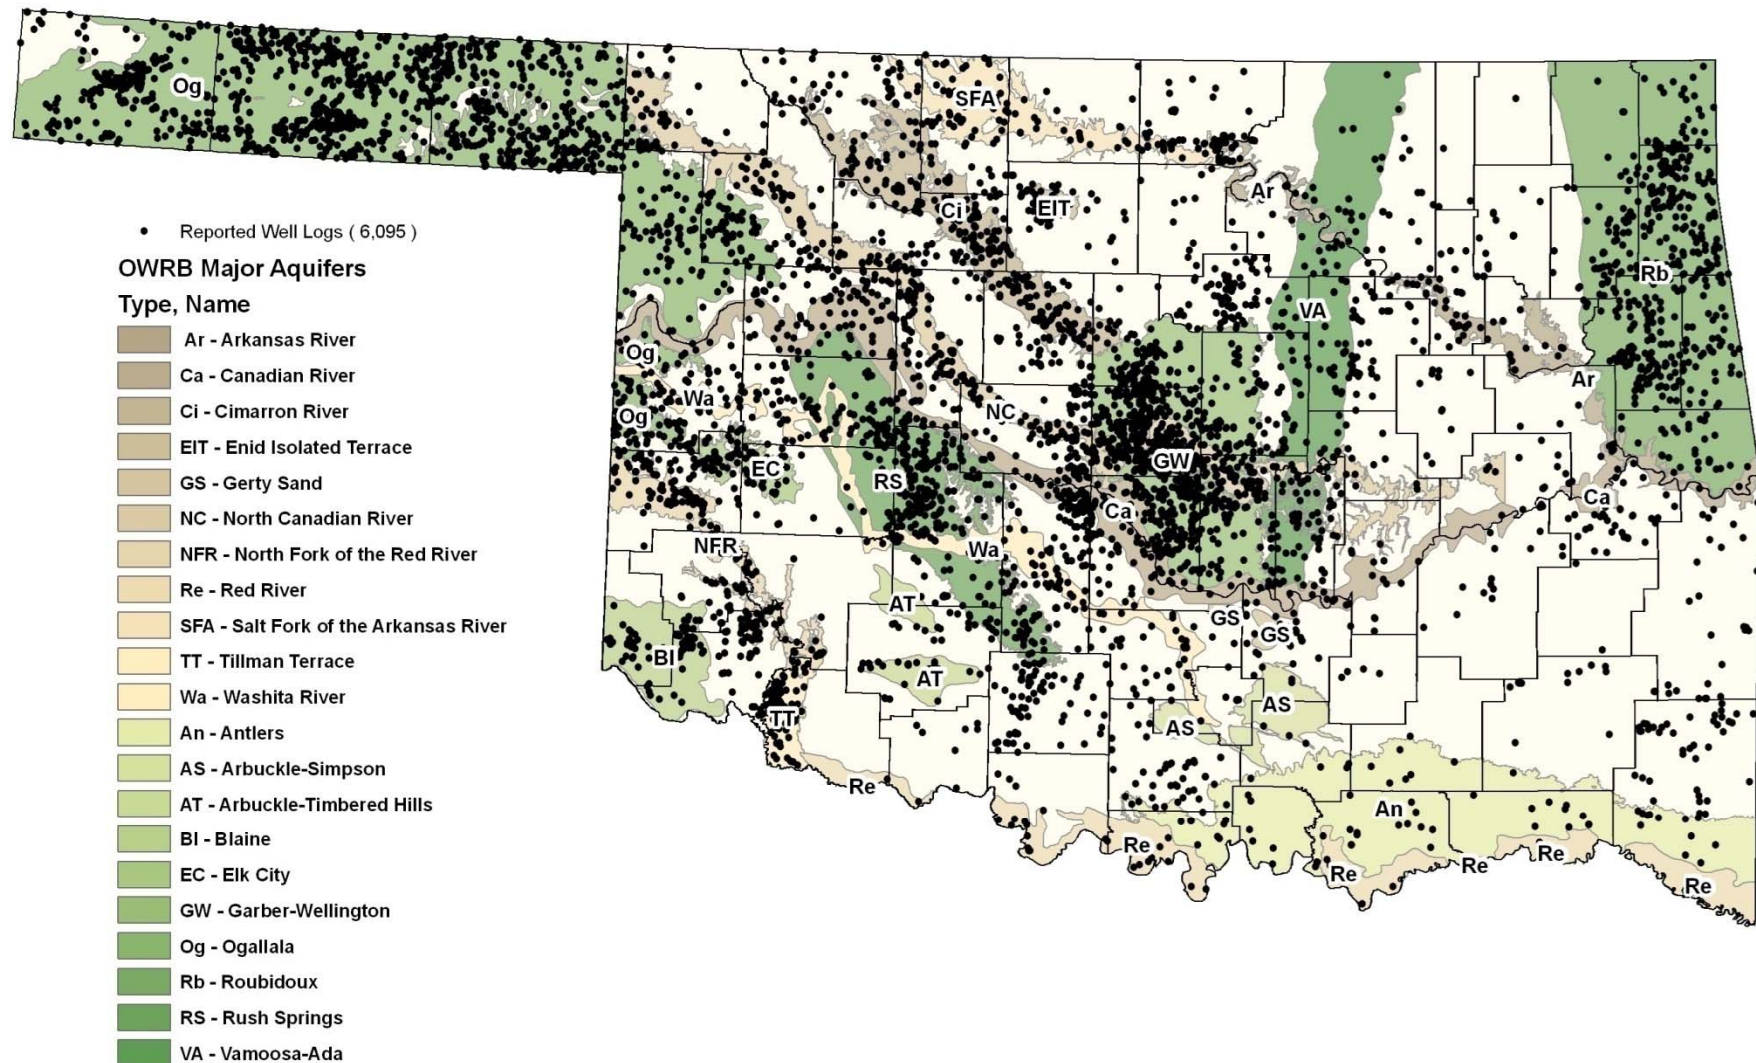 Og
SFA
Ar
Ci
EIT
Reported Well Logs ( 6,095 )
OWRB Major Aquifers
Type, Name
Ar - Arkansas River
Ca - Canadian River
Ci - Cimarron River
EIT - Enid Isolated Terrace
GS - Gerty Sand
NC - North Canadian River
NFR - North Fork of the Red River
Re - Red River
SFA - Salt Fork of the Arkansas River
TT - Tillman Terrace
Wa - Washita River
An - Antlers
AS - Arbuckle-Simpson
AT - Arbuckle-Timbered Hills
Bl - Blaine
EC - Elk City
GW - Garber-Wellington
Og - Ogallala
Rb - Roubidoux
RS - Rush Springs
VA - Vamoosa-Ada
Rb
VA
Og
Ar
Wa
Og
NC
GW
EC
RS
Ca
Ca
NFR
Wa
AT
GS
GS
Bl
AT
AS
TT
AS
Re
An
Re
Re
Re
Re
Re